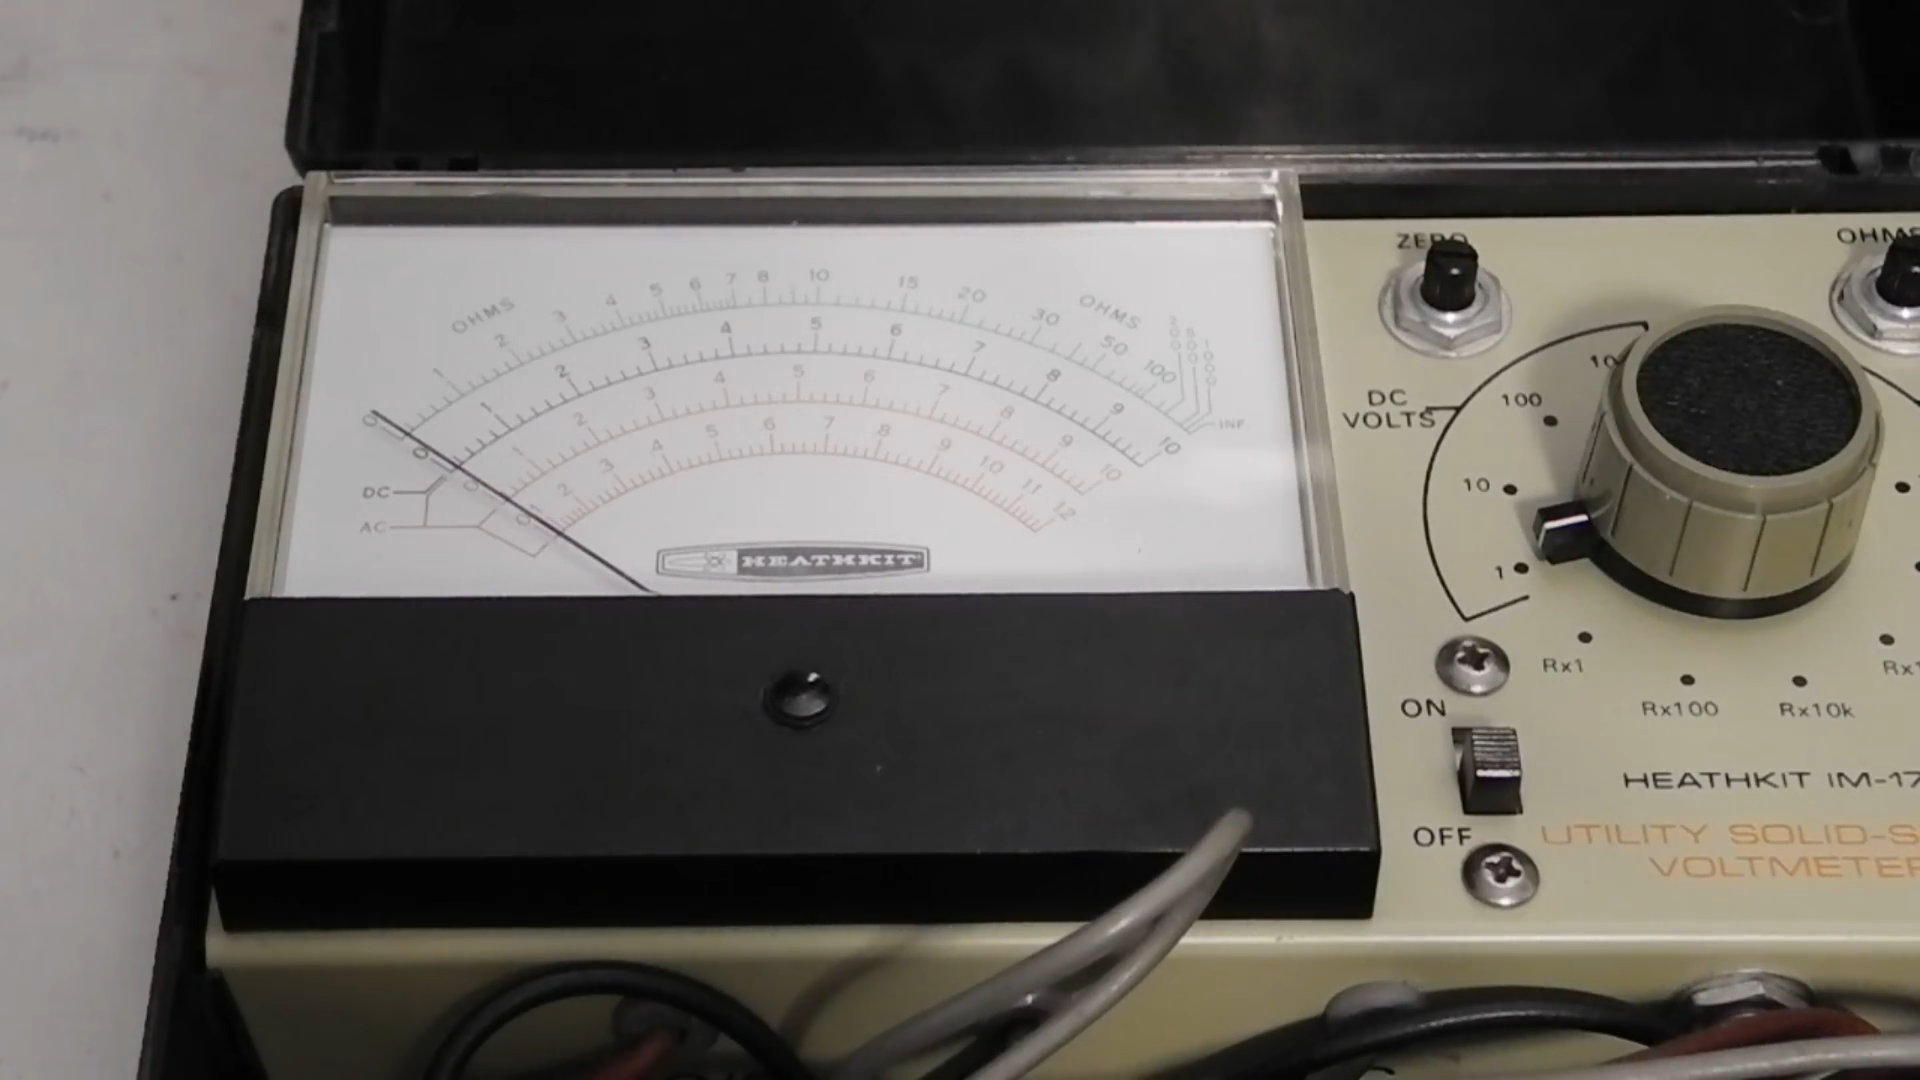 ZERO
OHMS
OHMS
OHMS
1 2 3 4 5 6 7 8 10 15 20 30 50 100
INF
0 1 2 3 4 5 6 7 8 9 10
0 1 2 3 4 5 6 7 8 9 10
2 3 4 5 6 7 8 9 10 11 12
DC
AC
HEATHKIT
DC
VOLTS
100
10
1
Rx1
Rx100
Rx10k
ON
OFF
HEATHKIT IM-17
UTILITY SOLID-S
VOLTMETER